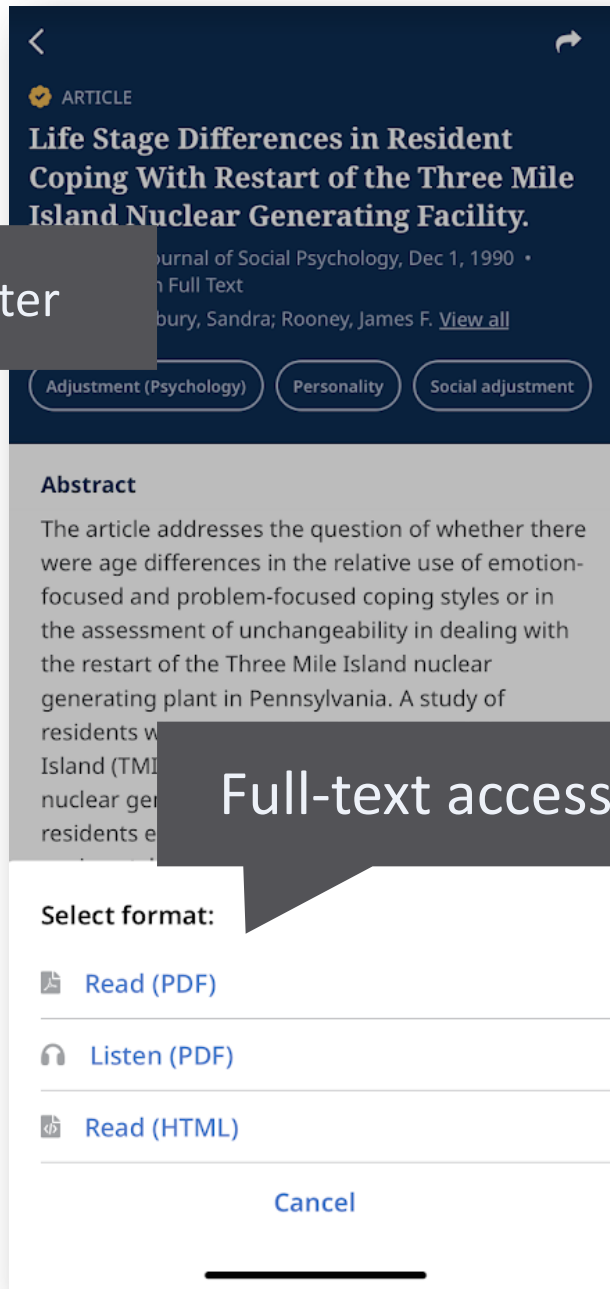 ARTICLE
Life Stage Differences in Resident
Coping With Restart of the Three Mile
Island Nuclear Generating Facility.
ter
of Social Psychology, Dec 1, 1990 •
Full Text
Sandra; Rooney, James F. View all
Adjustment (Psychology)
Personality
Social adjustment
Abstract
The article addresses the question of whether there
were age differences in the relative use of emotion-
focused and problem-focused coping styles or in
the assessment of unchangeability in dealing with
the restart of the Three Mile Island nuclear
generating plant in Pennsylvania. A study of
residents
Island (TMI
nuclear
residents
Full-text access
Select format:
Read (PDF)
Listen (PDF)
Read (HTML)
Cancel